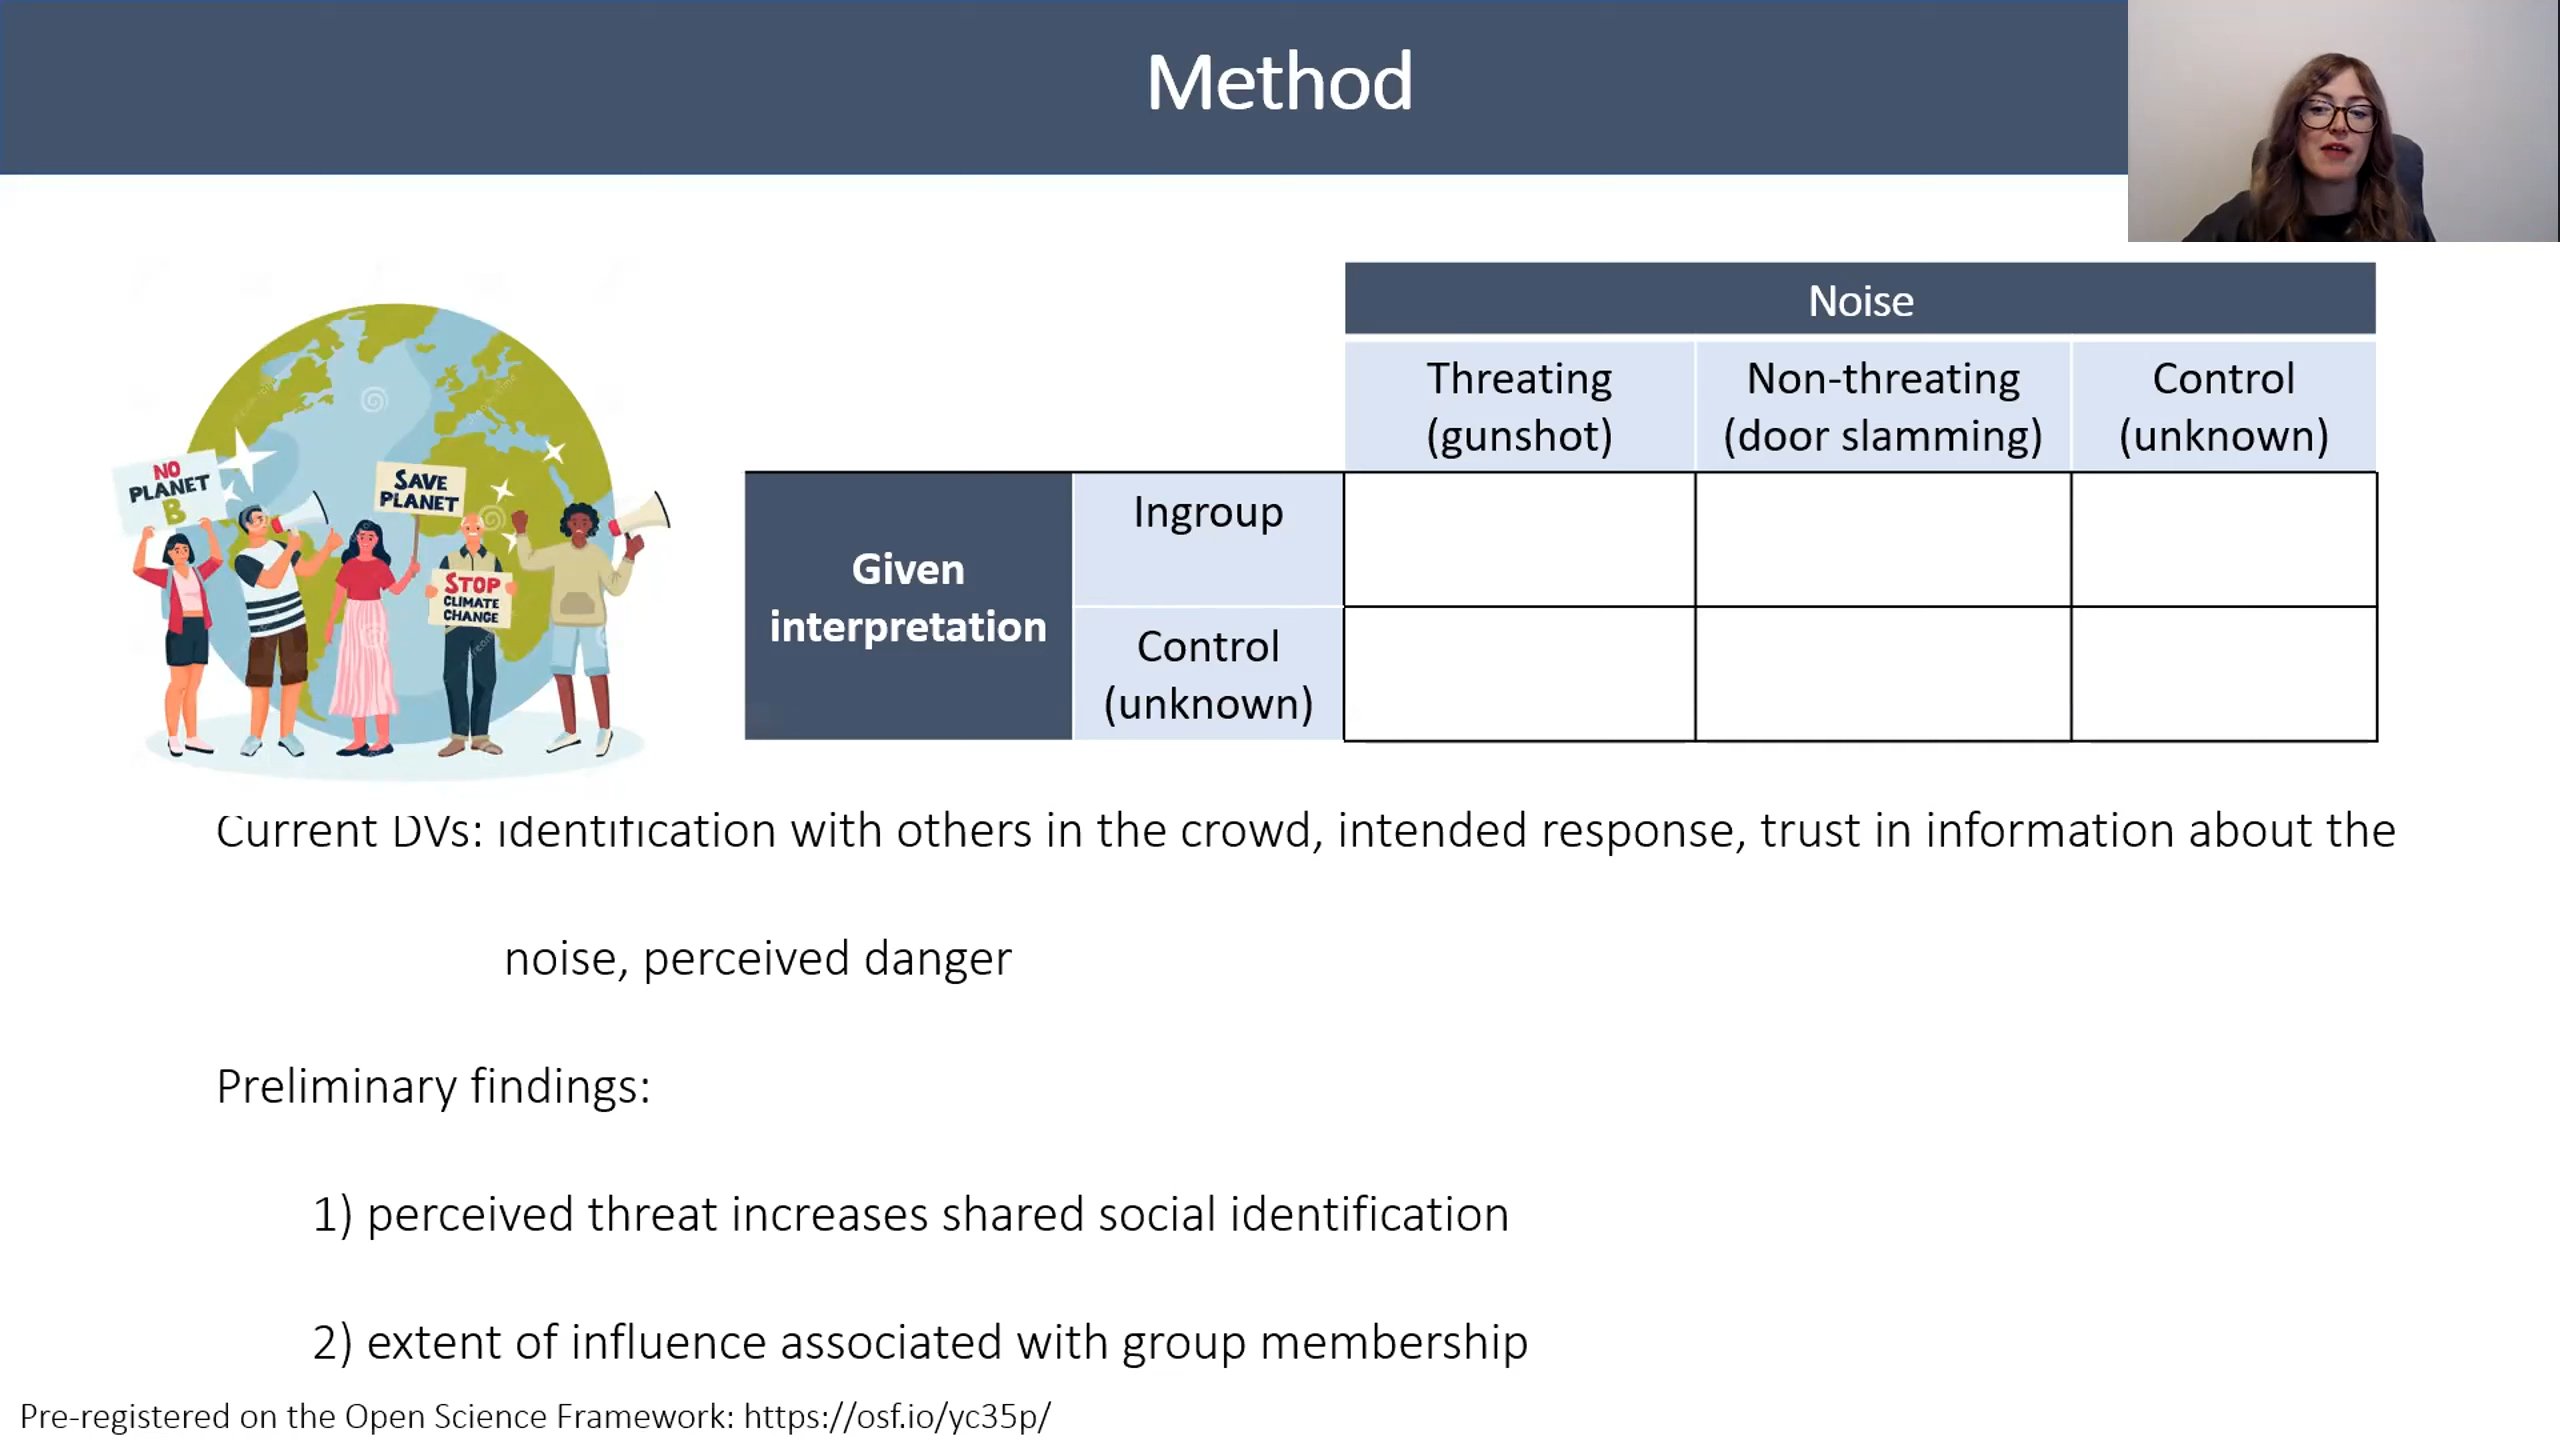 Method
NO
PLANET
B
SAVE
PLANET
STOP
CLIMATE
CHANGE
Noise
Threating
(gunshot)
Non-threating
(door slamming)
Control
(unknown)
Given
interpretation
Ingroup
Control
(unknown)
Current DVs: identification with others in the crowd, intended response, trust in information about the
noise, perceived danger
Preliminary findings:
1) perceived threat increases shared social identification
2) extent of influence associated with group membership
Pre-registered on the Open Science Framework: https://osf.io/yc35p/